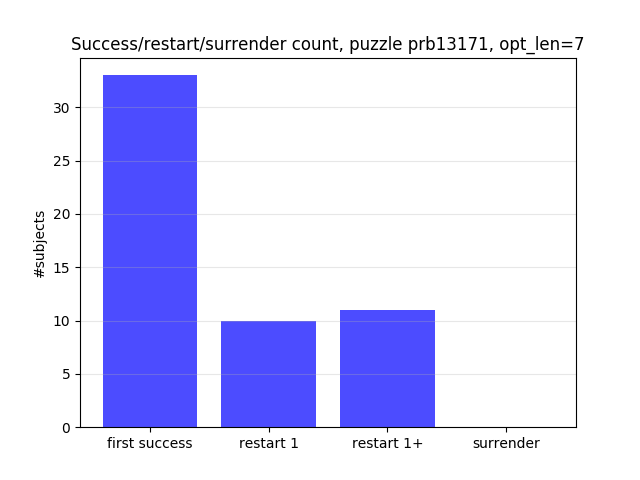 Success/restart/surrender count, puzzle prb13171, opt_len=7
30
25
20
15
10
5
0
#subjects
first success
restart 1
restart 1+
surrender